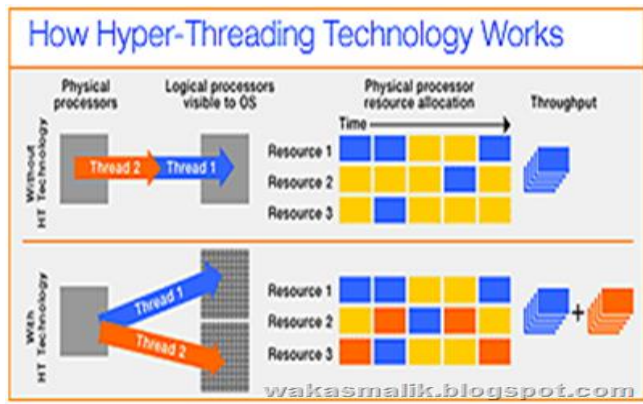 How Hyper-Threading Technology Works
Physical processors
Logical processors visible to OS
Physical processor resource allocation
Throughput
Time
Without HT Technology
Thread 2
Thread 1
Resource 1
Resource 2
Resource 3
With HT Technology
Thread 1
Thread 2
Resource 1
Resource 2
Resource 3
+
wakasmalik.blogspot.com